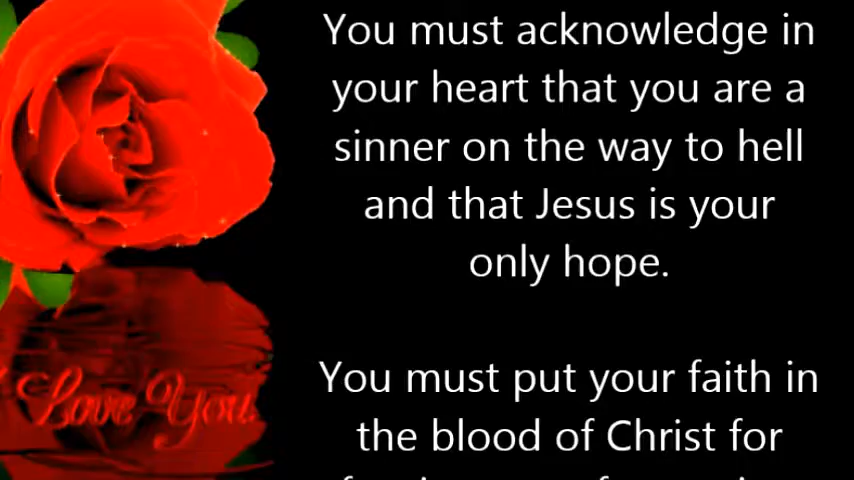 You must acknowledge in
your heart that you are a
sinner on the way to hell
and that Jesus is your
only hope.
You must put your faith in
the blood of Christ for
Love You